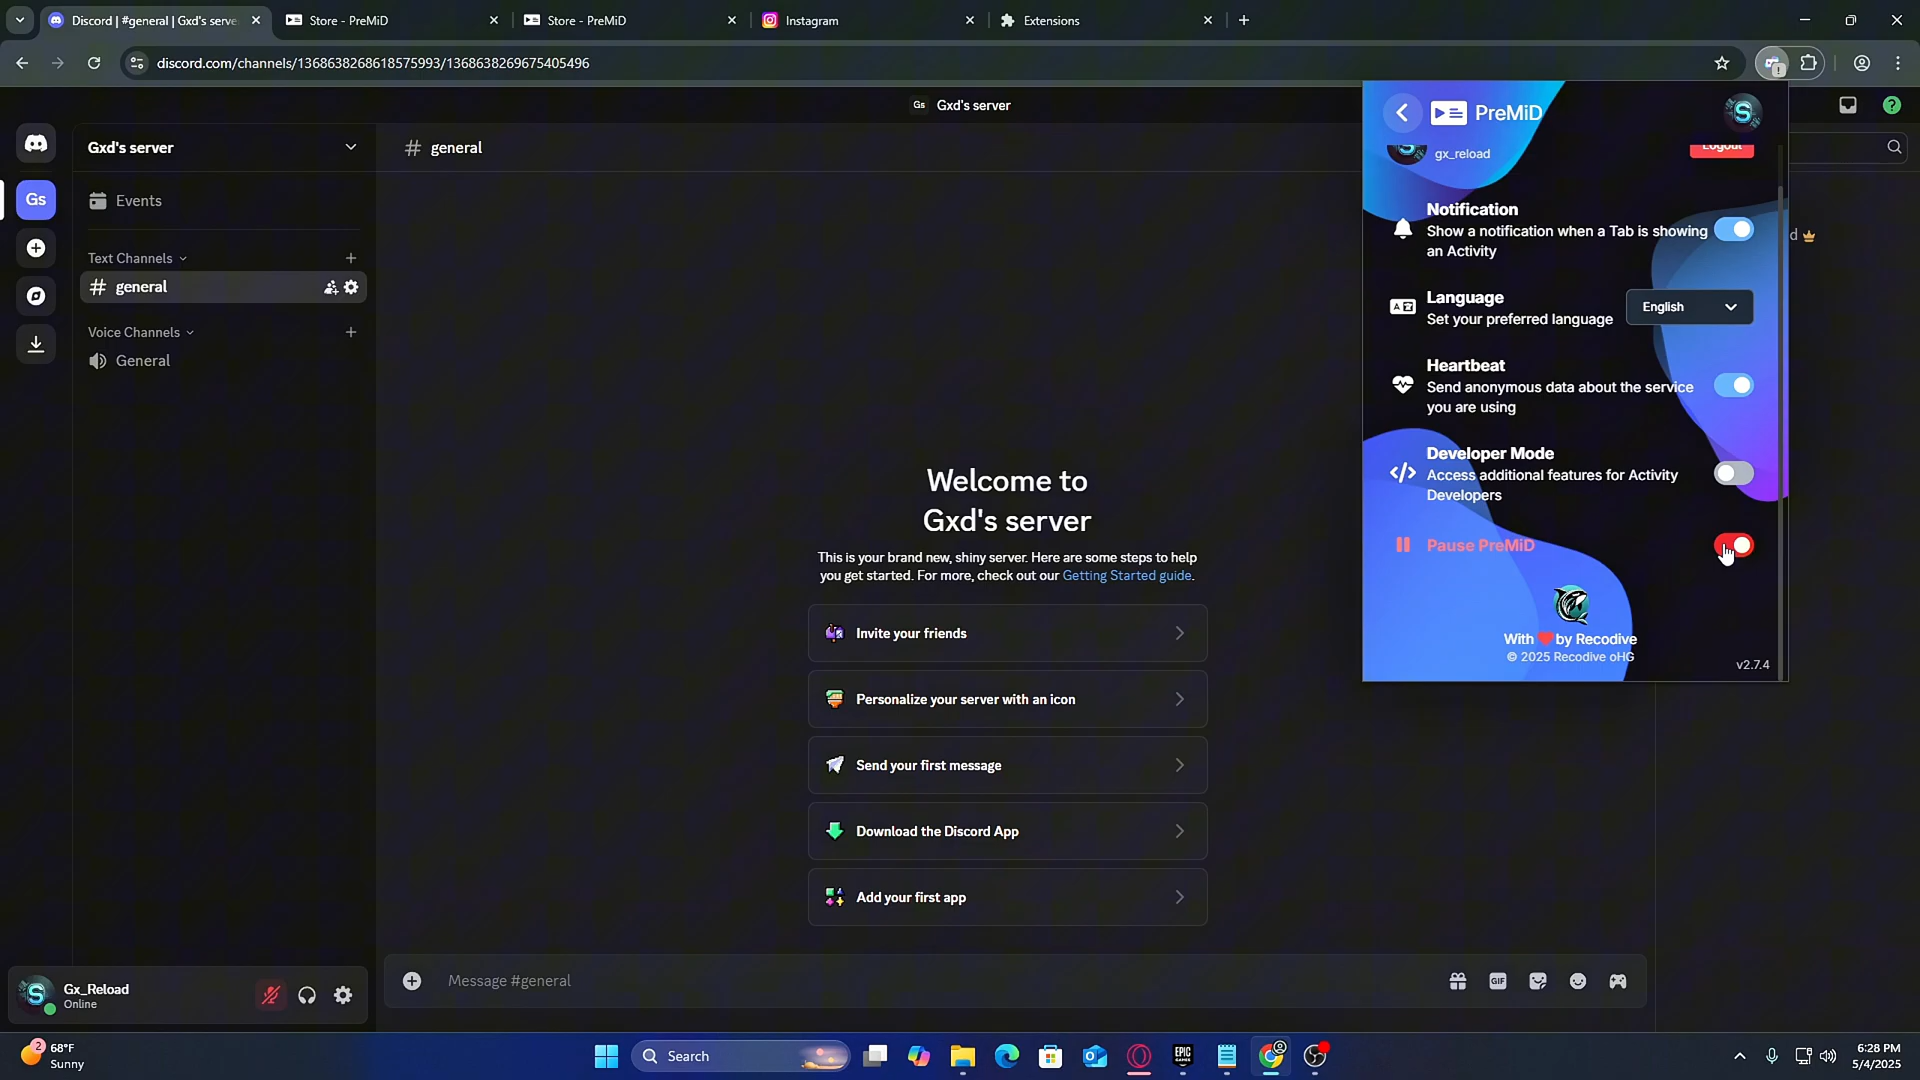 Discord | #general | Gxd's serve
Store - PreMiD
Store - PreMiD
Instagram
Extensions
discord.com/channels/1368638268618575993/1368638269675405496
Gs
Gxd's server
Gxd's server
Gs
Events
Text Channels
general
Voice Channels
General
general
Welcome to
Gxd's server
This is your brand new, shiny server. Here are some steps to help
you get started. For more, check out our Getting Started guide.
Invite your friends
Personalize your server with an icon
Send your first message
Download the Discord App
Add your first app
Message #general
GIF
Gx_Reload
Online
PreMiD
gx_reload
Logout
Notification
Show a notification when a Tab is showing
an Activity
Language
Set your preferred language
English
Heartbeat
Send anonymous data about the service
you are using
Developer Mode
Access additional features for Activity
Developers
Pause PreMiD
With ❤ by Recodive
© 2025 Recodive oHG
v2.7.4
d
2
68°F
Sunny
Search
EPIC
GAMES
6:28 PM
5/4/2025